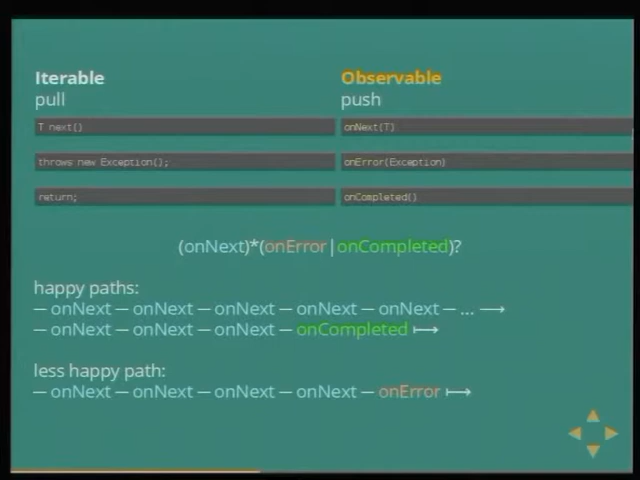 Iterable Observable
pull push
T next() onNext(T)
throws new Exception(); onError(Exception)
return; onCompleted()
(onNext)*(onError|onCompleted)?
happy paths:
— onNext — onNext — onNext — onNext — onNext — ... ⟶
— onNext — onNext — onNext — onCompleted ⟼
less happy path:
— onNext — onNext — onNext — onNext — onError ⟼